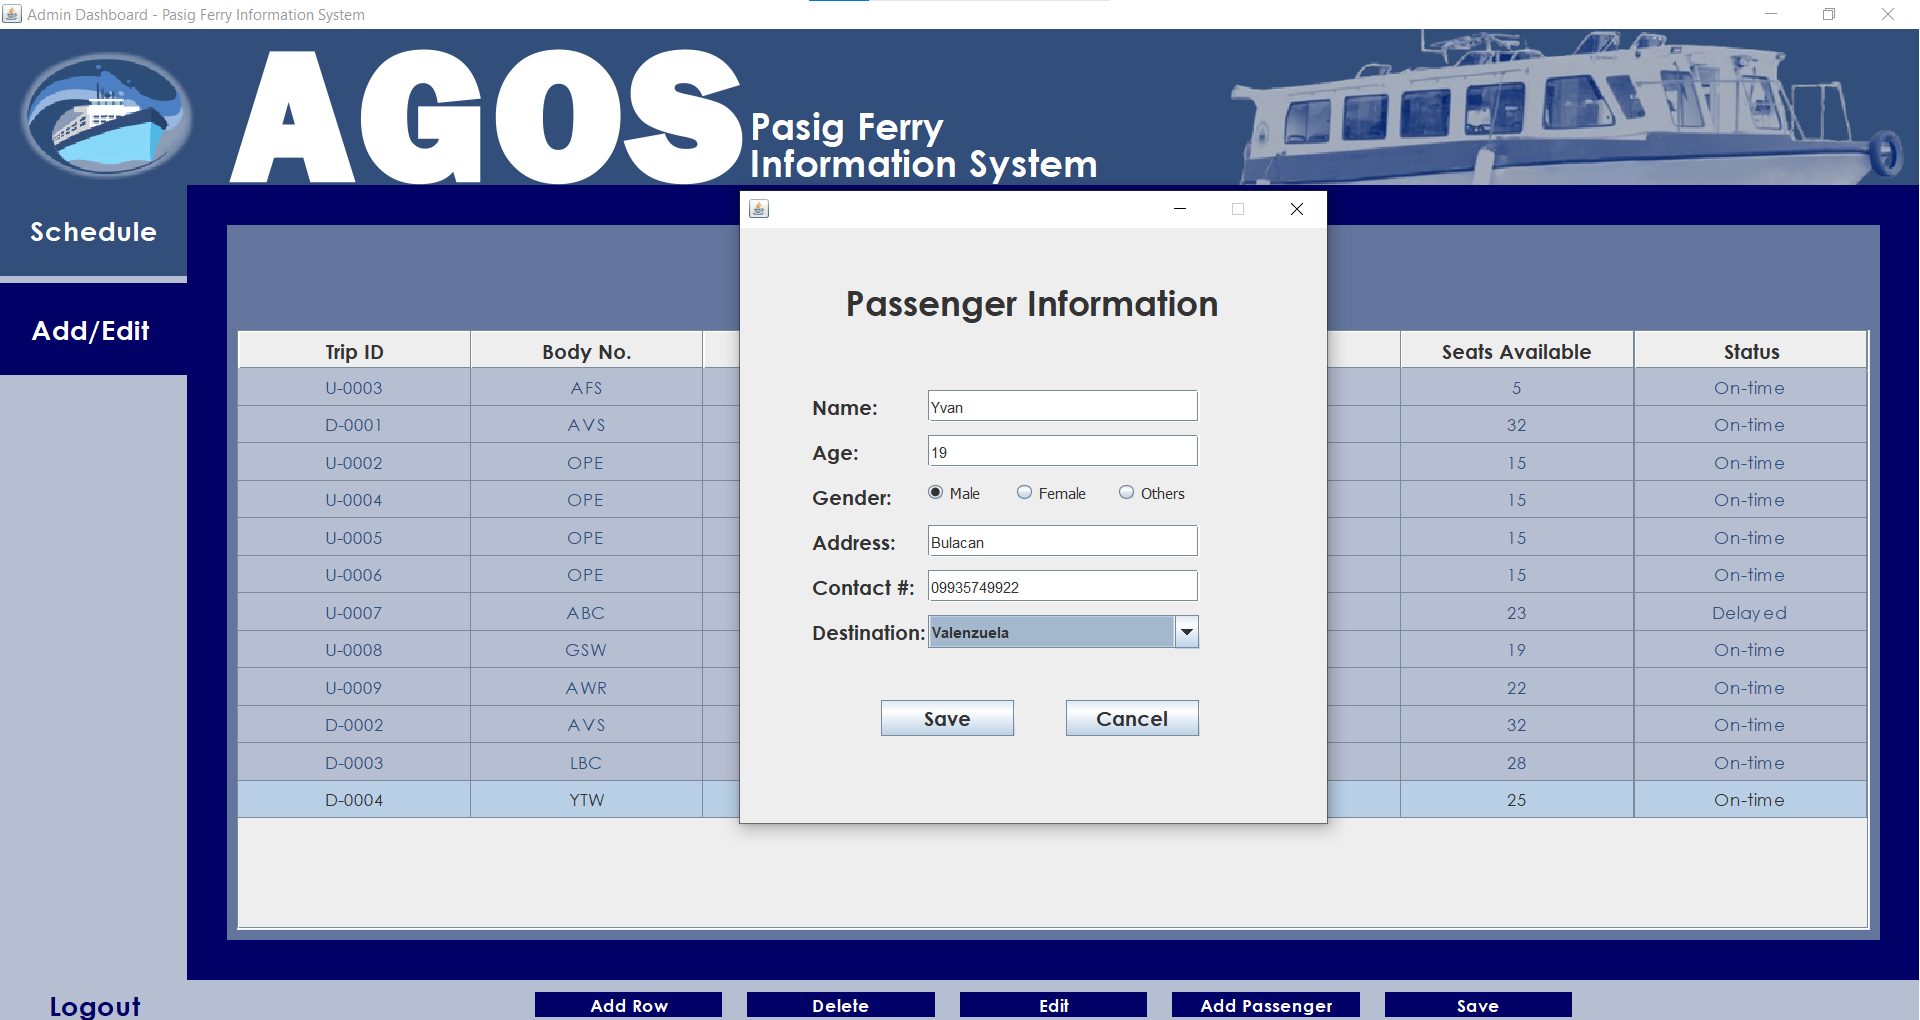 Admin Dashboard - Pasig Ferry Information System
AGOS
Pasig Ferry
Information System
Schedule
Add/Edit
Logout
Trip ID Body No. Seats Available Status
U-0003 AFS 5 On-time
D-0001 AVS 32 On-time
U-0002 OPE 15 On-time
U-0004 OPE 15 On-time
U-0005 OPE 15 On-time
U-0006 OPE 15 On-time
U-0007 ABC 23 Delayed
U-0008 GSW 19 On-time
U-0009 AWR 22 On-time
D-0002 AVS 32 On-time
D-0003 LBC 28 On-time
D-0004 YTW 25 On-time
Passenger Information
Name: Yvan
Age: 19
Gender: Male Female Others
Address: Bulacan
Contact #: 09935749922
Destination: Valenzuela
Save Cancel
Add Row Delete Edit Add Passenger Save